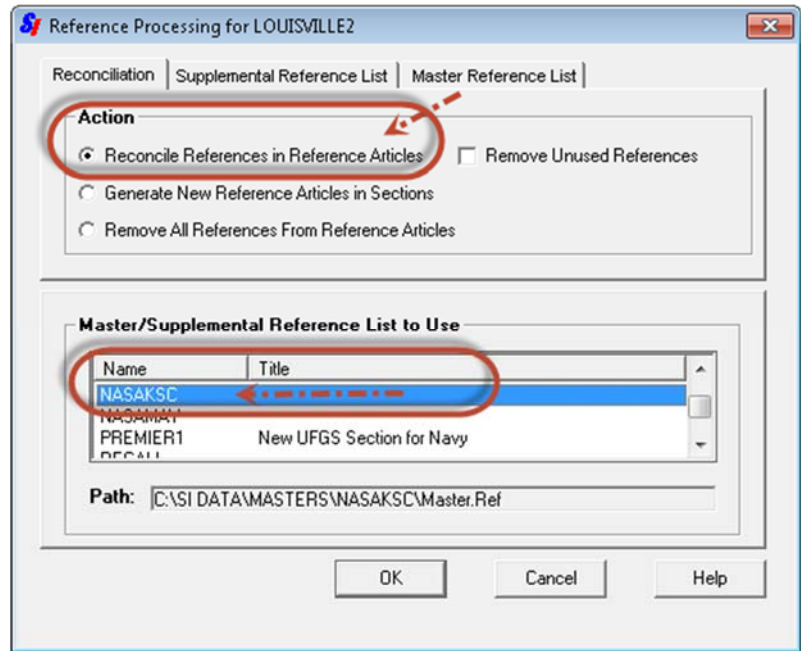 SI Reference Processing for LOUISVILLE2
Reconciliation Supplemental Reference List Master Reference List
Action
Reconcile References in Reference Articles Remove Unused References
Generate New Reference Articles in Sections
Remove All References From Reference Articles
Master/Supplemental Reference List to Use
Name Title
NASAKSC
PREMIER1 New UFGS Section for Navy
Path: C:\SI DATA\MASTERS\NASAKSC\Master.Ref
OK Cancel Help